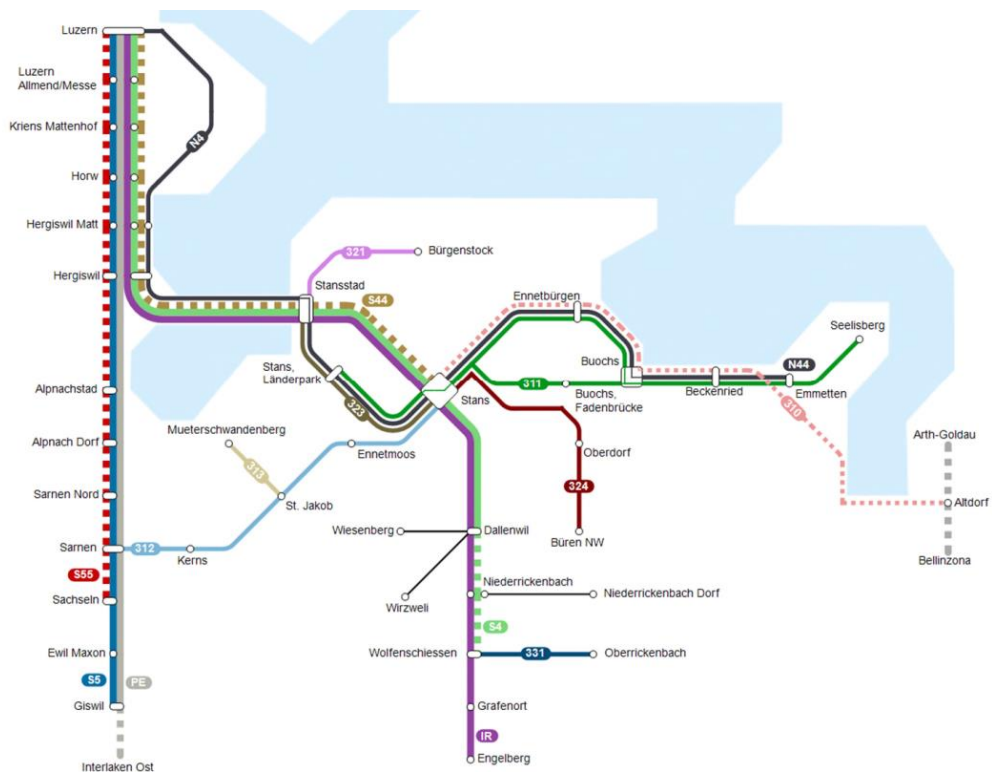 Luzern
Luzern
Allmend/Messe
Kriens Mattenhof
N4
Horw
Hergiswil Matt
321
Bürgenstock
Hergiswil
Stansstad
S44
Ennetbürgen
Seelisberg
Stans,
Länderpark
Buochs
N44
311
Alpnachstad
323
Stans
Buochs,
Fadenbrücke
Beckenried
Emmetten
310
Mueterschwandenberg
Arth-Goldau
Alpnach Dorf
Ennetmoos
Oberdorf
313
324
Sarnen Nord
St. Jakob
Altdorf
Wiesenberg
Dallenwil
Büren NW
Sarnen
312
Kerns
Bellinzona
S55
Niederrickenbach
Niederrickenbach Dorf
Sachseln
Wirzweli
S4
Ewil Maxon
Wolfenschiessen
331
Oberrickenbach
S5
PE
Giswil
Grafenort
IR
Engelberg
Interlaken Ost